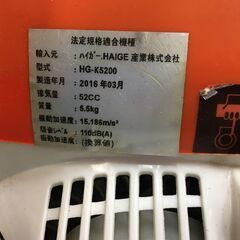 法定規格適合機種
輸入元:ハイガー.HAIGE 産業株式会社
型式: HG-K5200
製造年月: 2016 年03月
排気量: 52CC
質量: 5.5kg
振動加速度: 15,186m/s²
騒音レベル: 110dB(A)
振動加速度: (換算値)